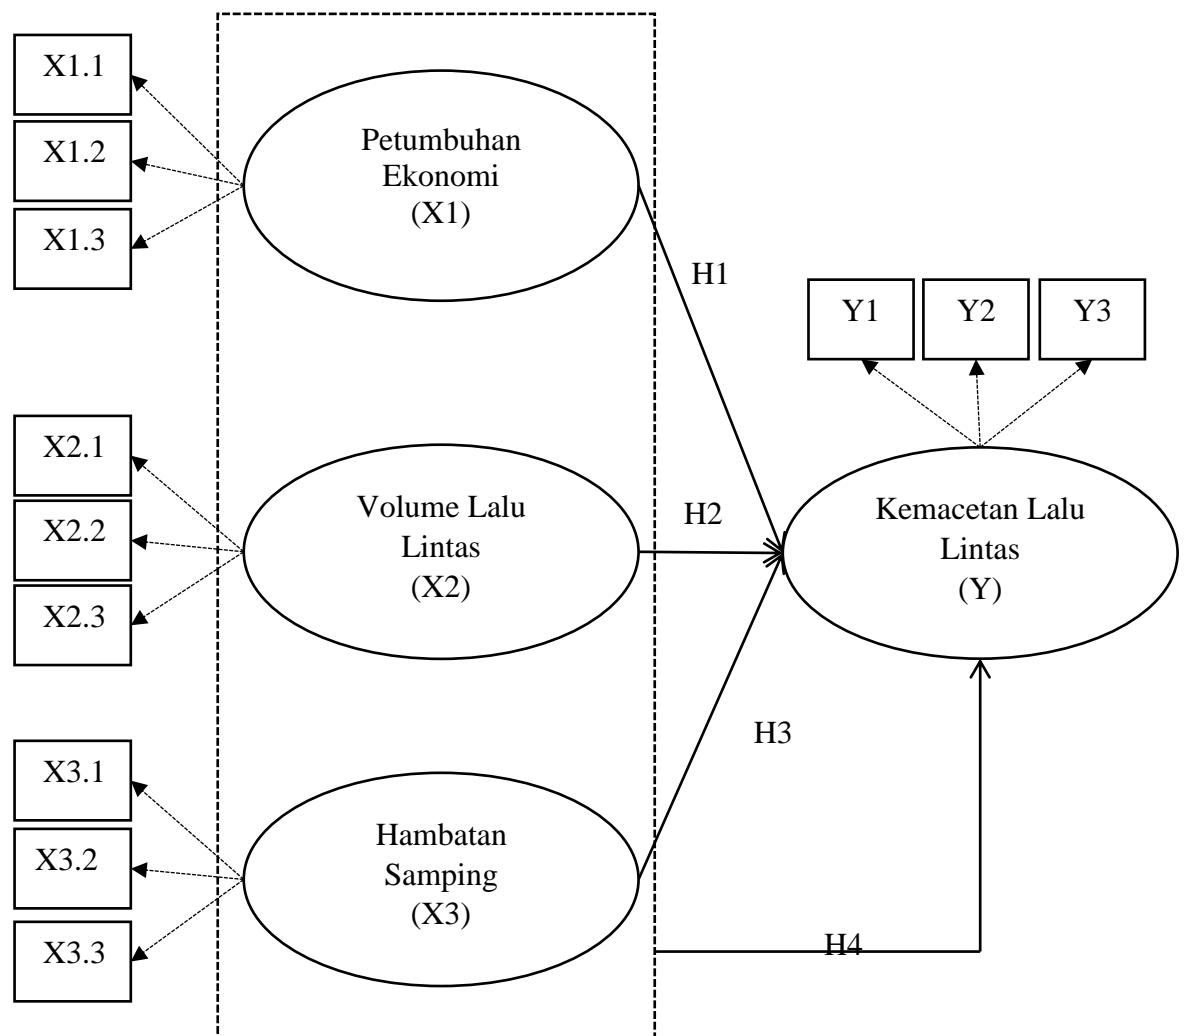 X1.1
X1.2
X1.3
Petumbuhan
Ekonomi
(X1)
H1
Y1
Y2
Y3
X2.1
X2.2
X2.3
Volume Lalu
Lintas
(X2)
H2
Kemacetan Lalu
Lintas
(Y)
H3
X3.1
X3.2
X3.3
Hambatan
Samping
(X3)
H4